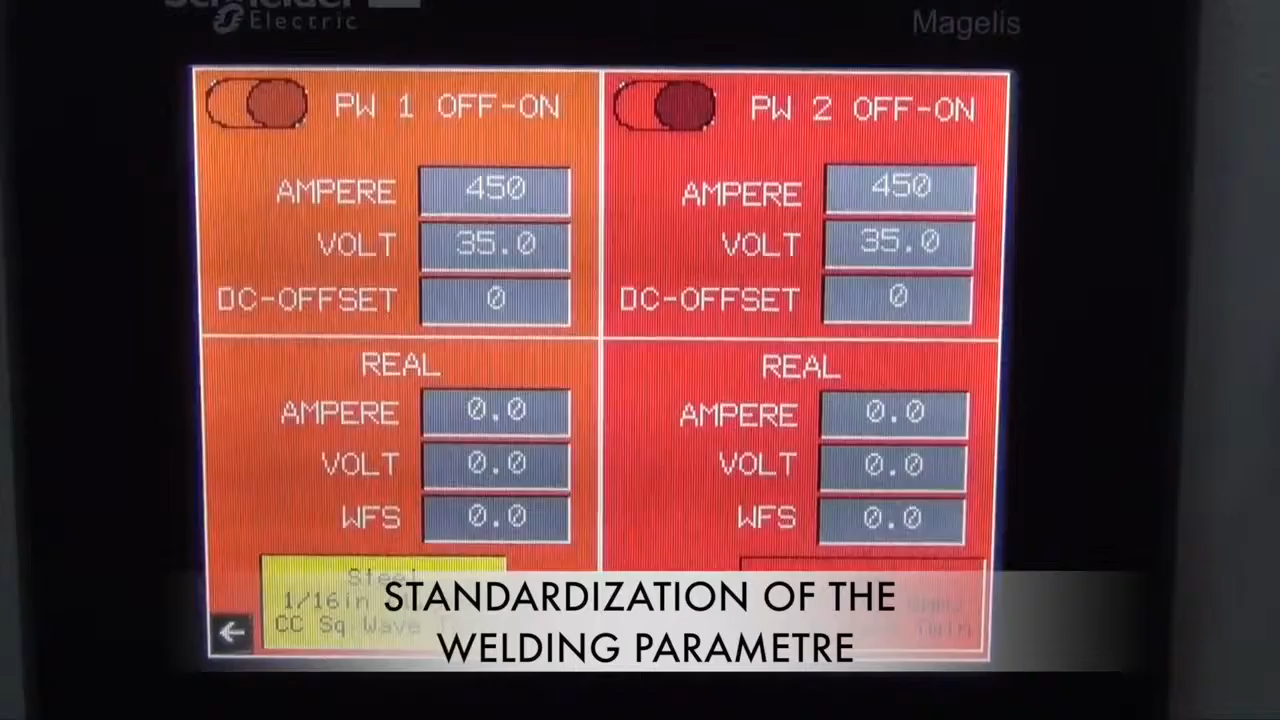 Schneider
Electric
Magelis
PW 1 OFF-ON
AMPERE 450
VOLT 35.0
DC-OFFSET 0
REAL
AMPERE 0.0
VOLT 0.0
WFS 0.0
Steel
1/16in
CC Sq Wave
PW 2 OFF-ON
AMPERE 450
VOLT 35.0
DC-OFFSET 0
REAL
AMPERE 0.0
VOLT 0.0
WFS 0.0
Twin
STANDARDIZATION OF THE
WELDING PARAMETRE